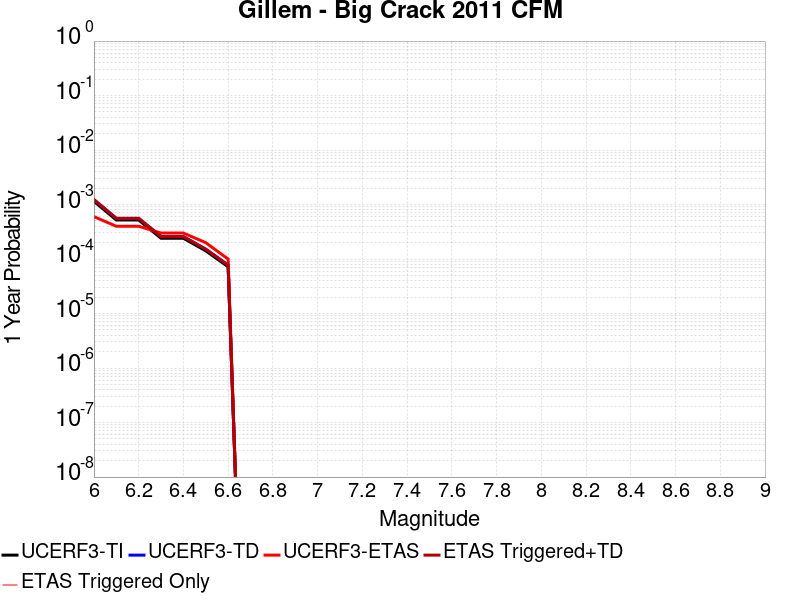 Gillem - Big Crack 2011 CFM
10^0
10^-1
10^-2
10^-3
10^-4
10^-5
10^-6
10^-7
10^-8
1 Year Probability
6 6.2 6.4 6.6 6.8 7 7.2 7.4 7.6 7.8 8 8.2 8.4 8.6 8.8 9
Magnitude
UCERF3-TI UCERF3-TD UCERF3-ETAS ETAS Triggered+TD
ETAS Triggered Only